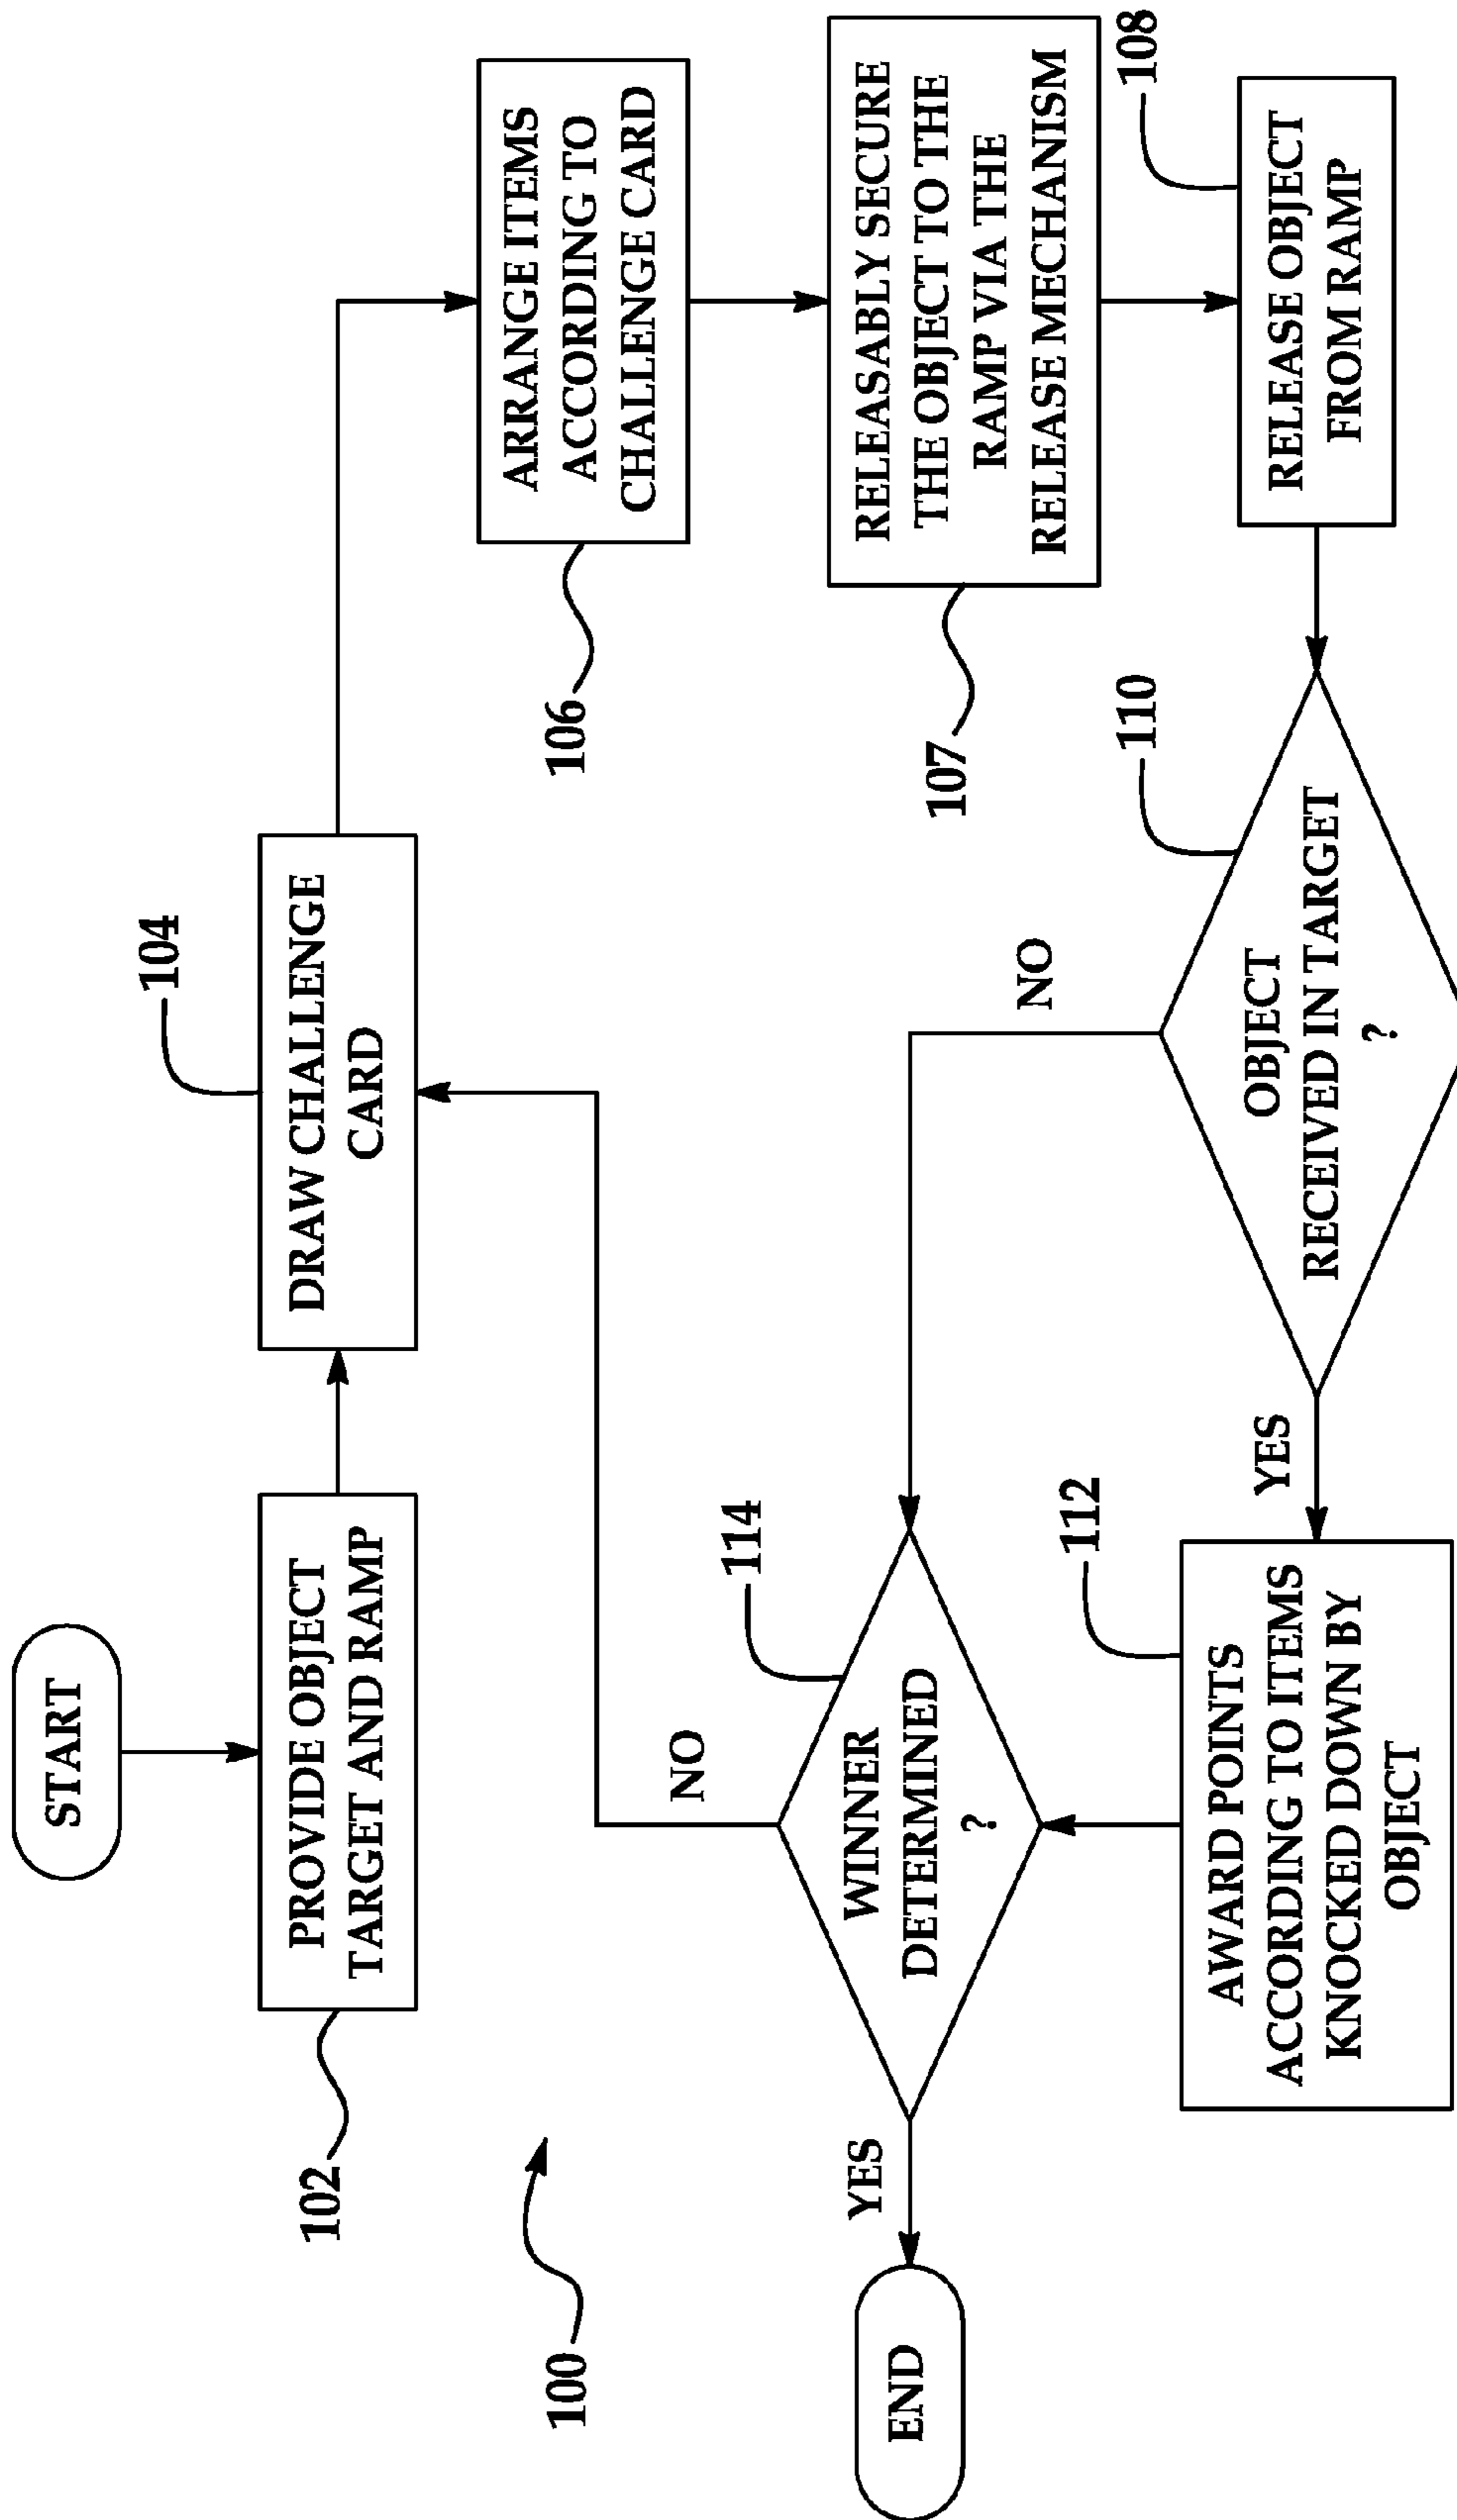 START
102
PROVIDE OBJECT
TARGET AND RAMP
104
DRAW CHALLENGE
CARD
106
ARRANGE ITEMS
ACCORDING TO
CHALLENGE CARD
107
RELEASABLY SECURE
THE OBJECT TO THE
RAMP VIA THE
RELEASE MECHANISM
108
RELEASE OBJECT
FROM RAMP
110
OBJECT
RECEIVED IN TARGET
?
NO
YES
112
AWARD POINTS
ACCORDING TO ITEMS
KNOCKED DOWN BY
OBJECT
114
WINNER
DETERMINED
?
NO
YES
END
100